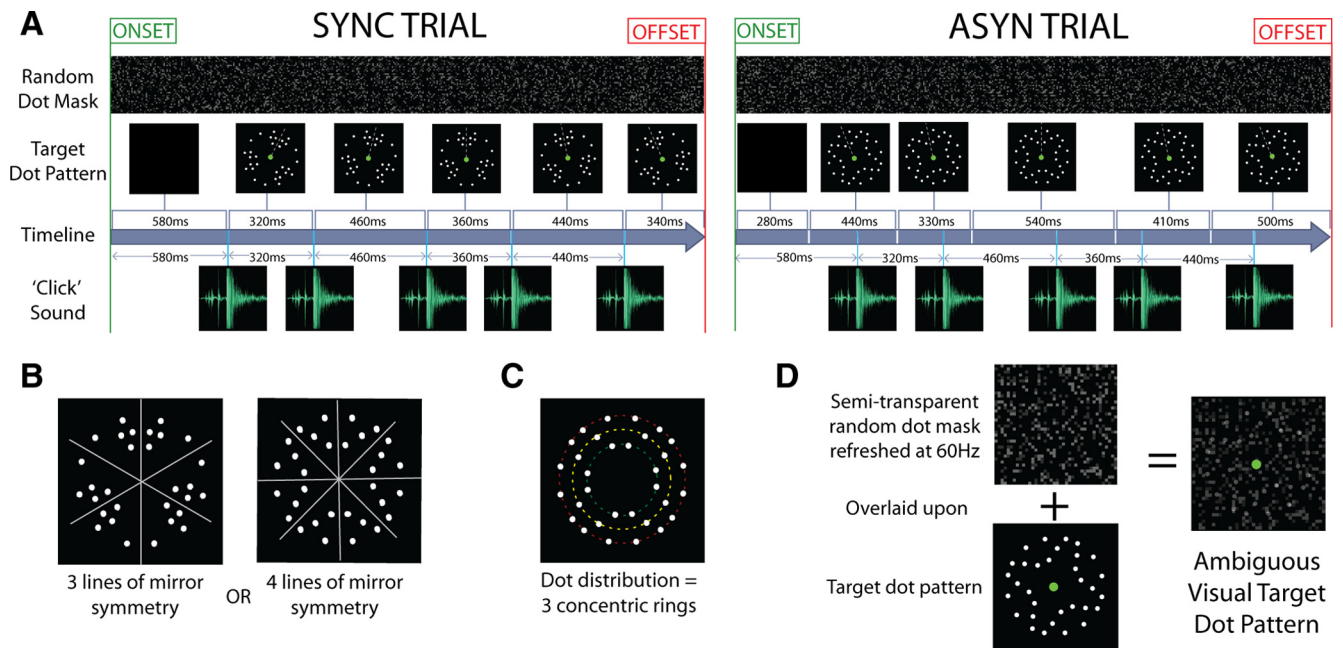 A
SYNC TRIAL
ASYN TRIAL
ONSET
OFFSET
ONSET
OFFSET
Random
Dot Mask
Target
Dot Pattern
Timeline
580ms 320ms 460ms 360ms 440ms 340ms
280ms 440ms 330ms 540ms 410ms 500ms
580ms 320ms 460ms 360ms 440ms
580ms 320ms 460ms 360ms 440ms
‘Click’
Sound
B
3 lines of mirror
symmetry
OR
4 lines of mirror
symmetry
C
Dot distribution =
3 concentric rings
D
Semi-transparent
random dot mask
refreshed at 60Hz
Overlaid upon
+
Target dot pattern
=
Ambiguous
Visual Target
Dot Pattern